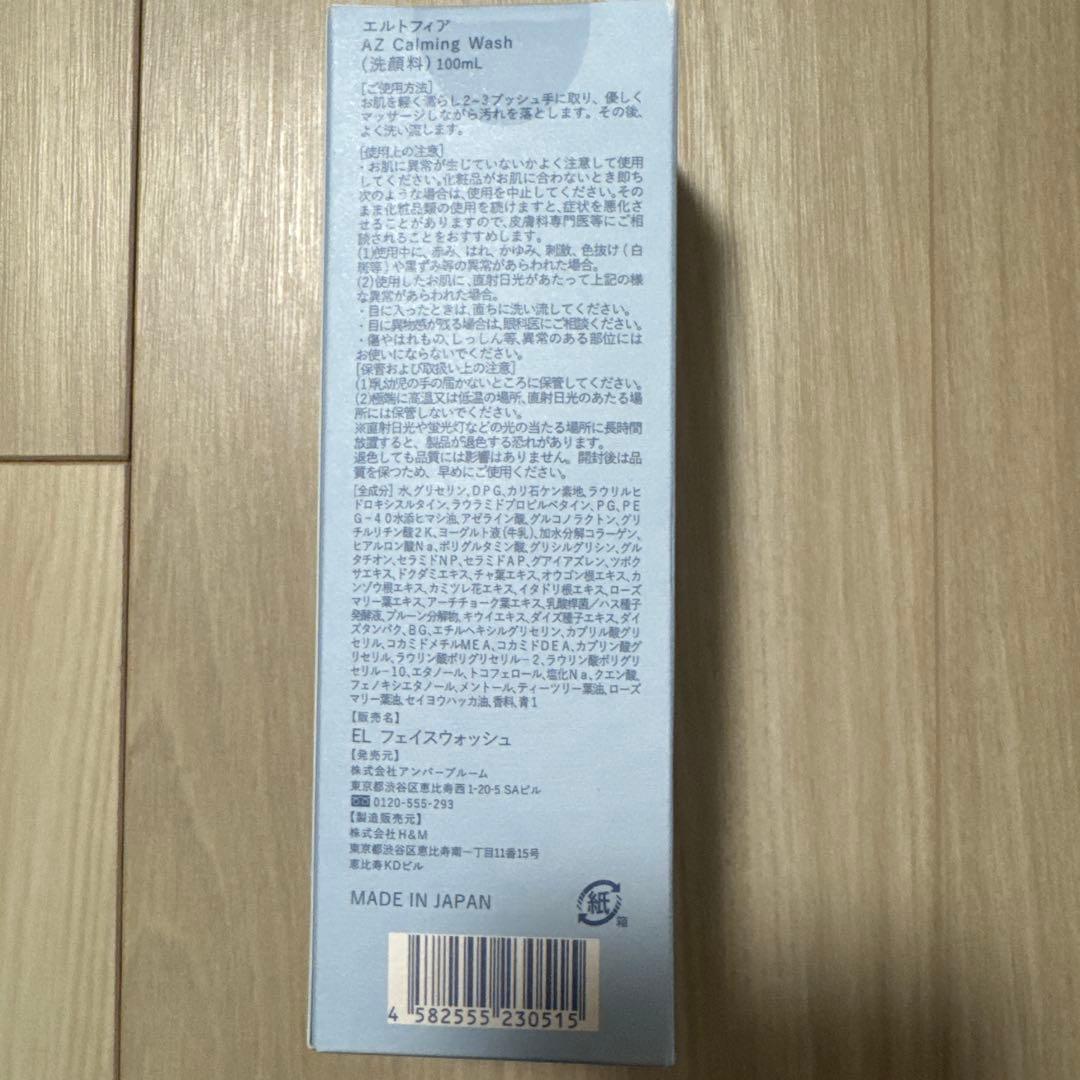 エルトフィア
AZ Calming Wash
(洗顔料) 100mL
[ご使用方法]
お肌を軽く濡らし2~3プッシュ手に取り、優しく
マッサージしながら汚れを落とします。その後、
よく洗い流します。
[使用上の注意]
・お肌に異常が生じていないかよく注意して使用
してください。化粧品がお肌に合わないとき即ち
次のような場合は、使用を中止してください。その
まま化粧品類の使用を続けますと、症状を悪化さ
せることがありますので、皮膚科専門医等にご相
談されることをおすすめします。
(1)使用中に、赤み、はれ、かゆみ、刺激、色抜け(白
斑等)や黒ずみ等の異常があらわれた場合。
(2)使用したお肌に、直射日光があたって上記の様
な異常があらわれた場合。
・目に入ったときは、直ちに洗い流してください。
・目に異物感が残る場合は、眼科医にご相談ください。
・傷やはれもの、しっしん等、異常のある部位には
お使いにならないでください。
[保管および取扱い上の注意]
(1)乳幼児の手の届かないところに保管してください。
(2)極端に高温又は低温の場所、直射日光のあたる場
所には保管しないでください。
※直射日光や蛍光灯などの光の当たる場所に長時間
放置すると、製品が退色する恐れがあります。
退色しても品質には影響はありません。開封後は品
質を保つため、早めにご使用ください。
[全成分] 水、グリセリン、DPG、カリ石ケン素地、ラウリルヒ
ドロキシスルタイン、ラウラミドプロピルベタイン、PG、PE
G-40水添ヒマシ油、アゼライン酸、グルコノラクトン、グリ
チルリチン酸2K、ヨーグルト液(牛乳)、加水分解コラーゲン、
ヒアルロン酸Na、ポリグルタミン酸、グリシルグリシン、グル
タチオン、セラミドNP、セラミドAP、グアイアズレン、ツボク
サエキス、ドクダミエキス、チャ葉エキス、オウゴン根エキス、カ
ンゾウ根エキス、カミツレ花エキス、イタドリ根エキス、ローズ
マリー葉エキス、アーチチョーク葉エキス、乳酸桿菌/ハス種子
発酵液、プルーン分解物、キウイエキス、ダイズ種子エキス、ダイ
ズタンパク、BG、エチルヘキシルグリセリン、カプリル酸グリ
セリル、コカミドメチルMEA、コカミドDEA、カプリン酸グ
リセリル、ラウリン酸ポリグリセリル-2、ラウリン酸ポリグリ
セリル-10、エタノール、トコフェロール、塩化Na、クエン酸、
フェノキシエタノール、メントール、ティーツリー葉油、ローズ
マリー葉油、セイヨウハッカ油、香料、青1
【販売名】
EL フェイスウォッシュ
【発売元】
株式会社アンバーブルーム
東京都渋谷区恵比寿西1-20-5 SAビル
0120-555-293
【製造販売元】
株式会社H&M
東京都渋谷区恵比寿南一丁目11番15号
恵比寿KDビル
MADE IN JAPAN
紙
箱
4 582555 230515